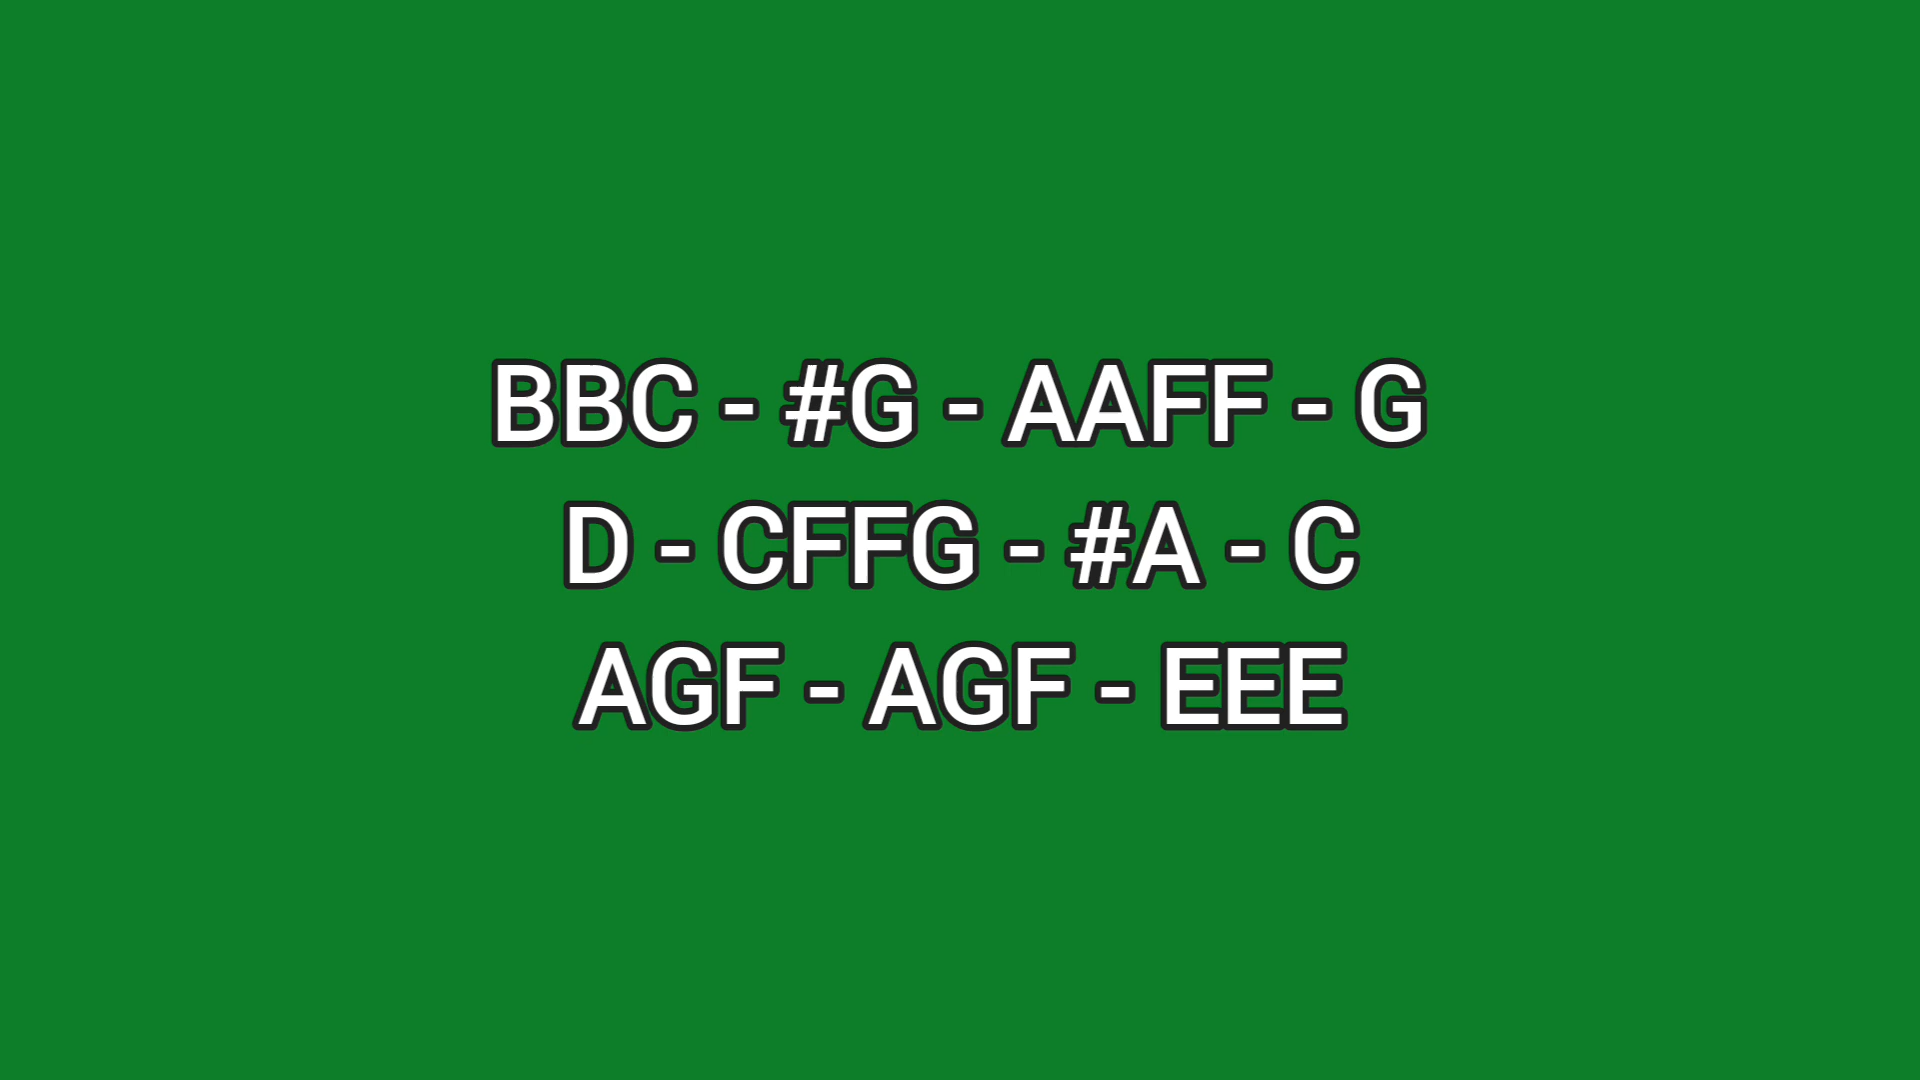 BBC - #G - AAFF - G
D - CFFG - #A - C
AGF - AGF - EEE